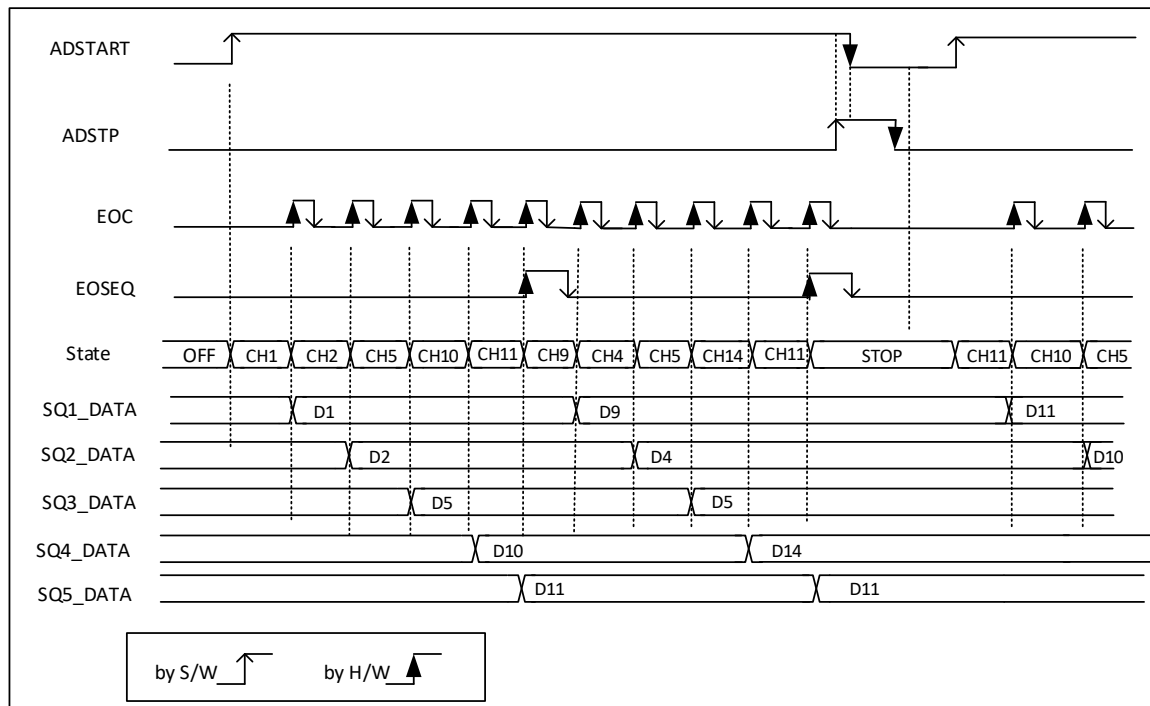 ADSTART
ADSTP
EOC
EOSEQ
State OFF CH1 CH2 CH5 CH10 CH11 CH9 CH4 CH5 CH14 CH11 STOP CH11 CH10 CH5
SQ1_DATA D1 D9 D11
SQ2_DATA D2 D4 D10
SQ3_DATA D5 D5
SQ4_DATA D10 D14
SQ5_DATA D11 D11
by S/W by H/W